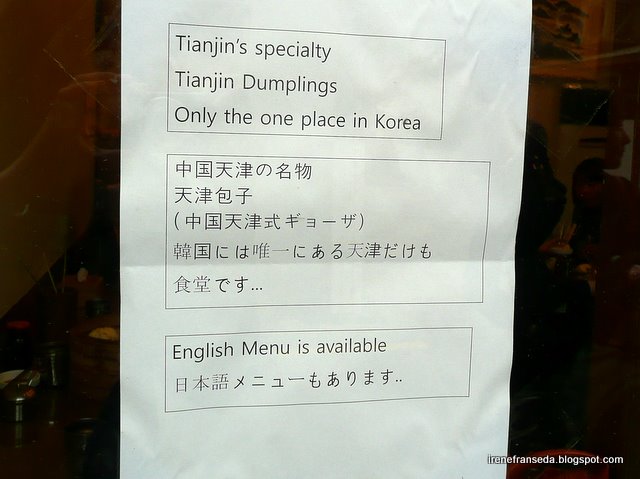 Tianjin's specialty
Tianjin Dumplings
Only the one place in Korea
中国天津の名物
天津包子
(中国天津式ギョーザ)
韓国には唯一にある天津だけも
食堂です...
English Menu is available
日本語メニューもあります..
irenefranseda.blogspot.com